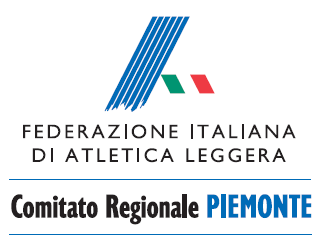 FEDERAZIONE ITALIANA
DI ATLETICA LEGGERA
Comitato Regionale PIEMONTE